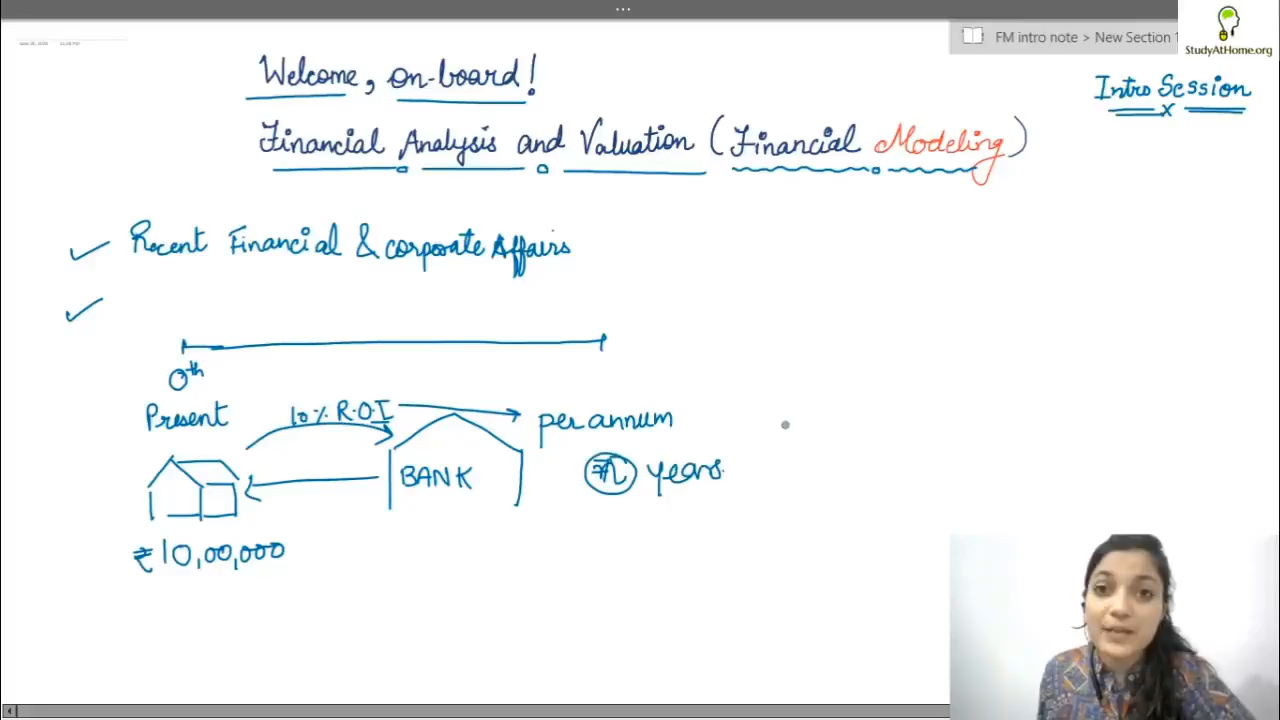 FM intro note > New Section 1
StudyAtHome.org
Welcome, on-board!
Intro Session
Financial Analysis and Valuation (Financial Modeling)
Recent Financial & corporate Affairs
0th
Present
10% R.O.I
per annum
BANK
n years
₹10,00,000